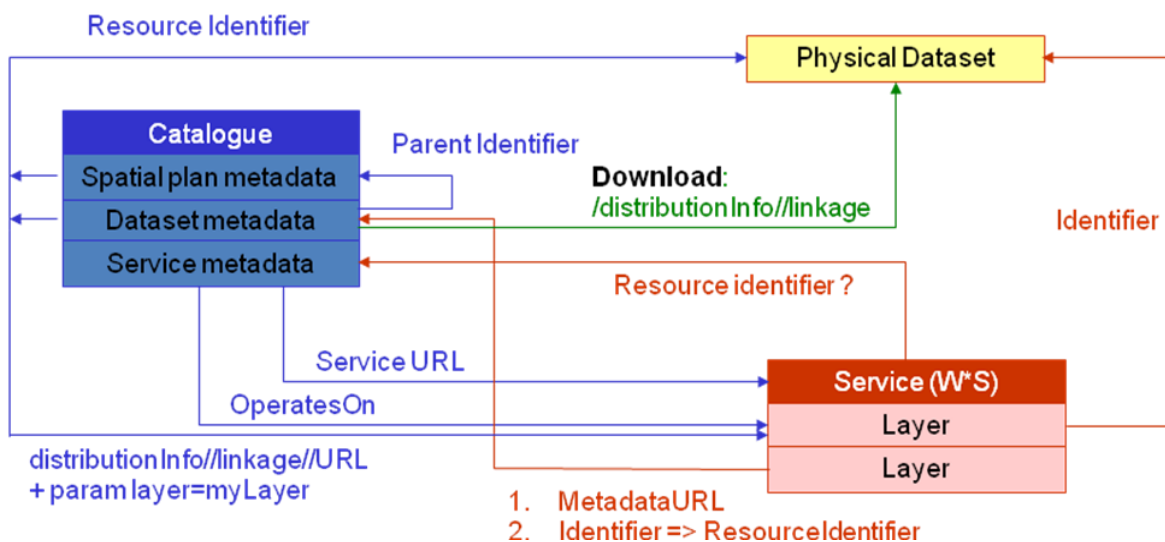 Resource Identifier
Physical Dataset
Catalogue
Parent Identifier
Spatial plan metadata
Download:
/distributionInfo//linkage
Dataset metadata
Identifier
Service metadata
Resource identifier ?
Service URL
Service (W*S)
OperatesOn
Layer
distributionInfo//linkage//URL
+ param layer=myLayer
Layer
1. MetadataURL
2. Identifier => ResourceIdentifier